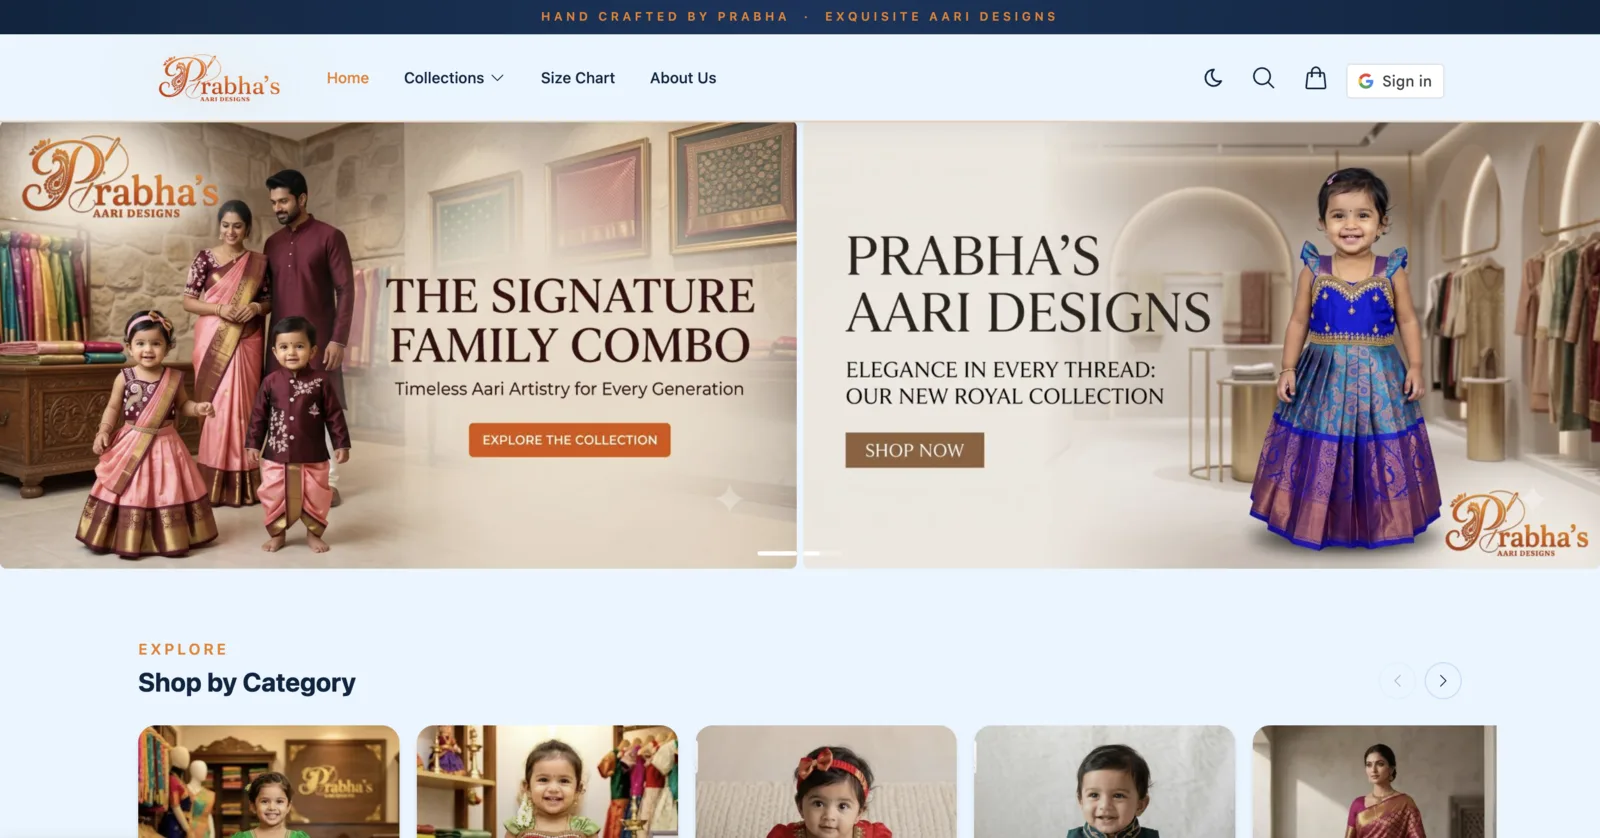 HAND CRAFTED BY PRABHA · EXQUISITE AARI DESIGNS
Prabha's
AARI DESIGNS
Home
Collections
Size Chart
About Us
Sign in
Prabha's
AARI DESIGNS
THE SIGNATURE
FAMILY COMBO
Timeless Aari Artistry for Every Generation
EXPLORE THE COLLECTION
PRABHA'S
AARI DESIGNS
ELEGANCE IN EVERY THREAD:
OUR NEW ROYAL COLLECTION
SHOP NOW
Prabha's
AARI DESIGNS
EXPLORE
Shop by Category
Prabha's